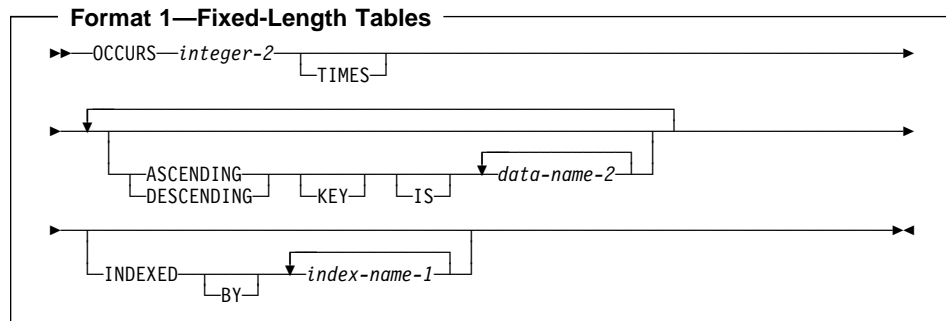 Format 1—Fixed-Length Tables
OCCURS integer-2
TIMES
ASCENDING
DESCENDING
KEY
IS
data-name-2
INDEXED
BY
index-name-1